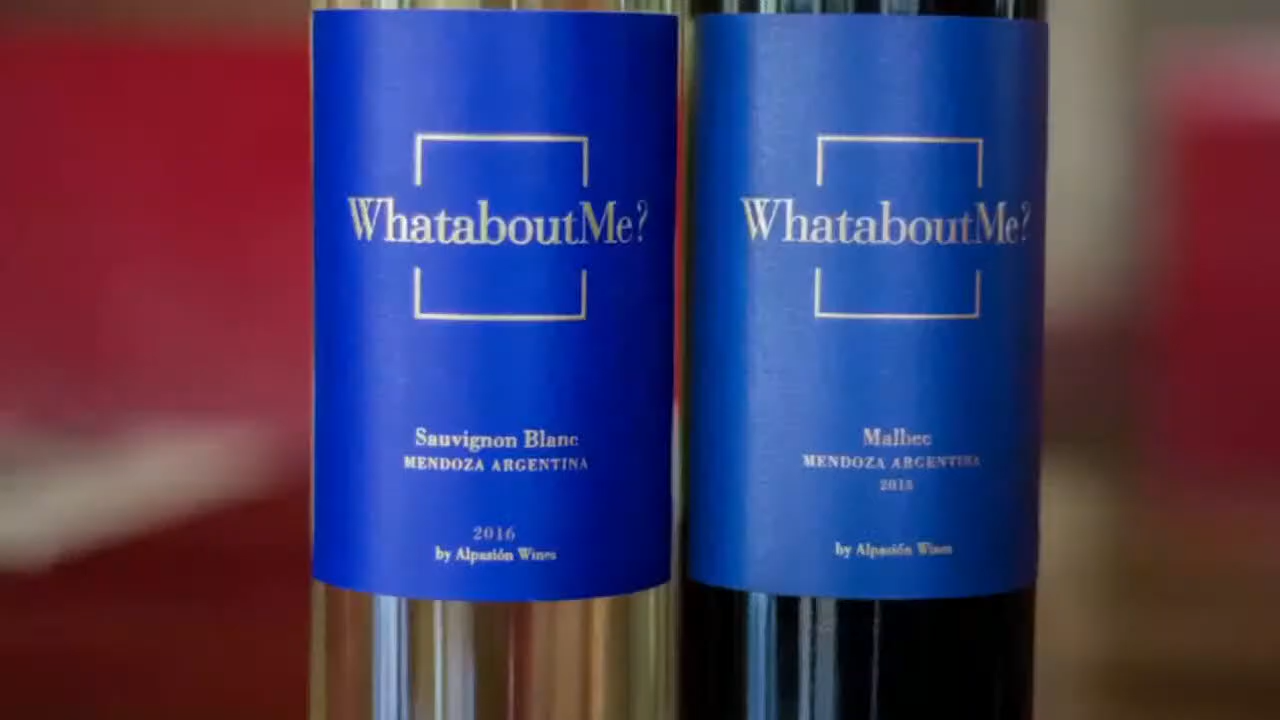 WhataboutMe?
Sauvignon Blanc
MENDOZA ARGENTINA
2016
by Alpasión Wines
WhataboutMe?
Malbec
MENDOZA ARGENTINA
by Alpasión Wines